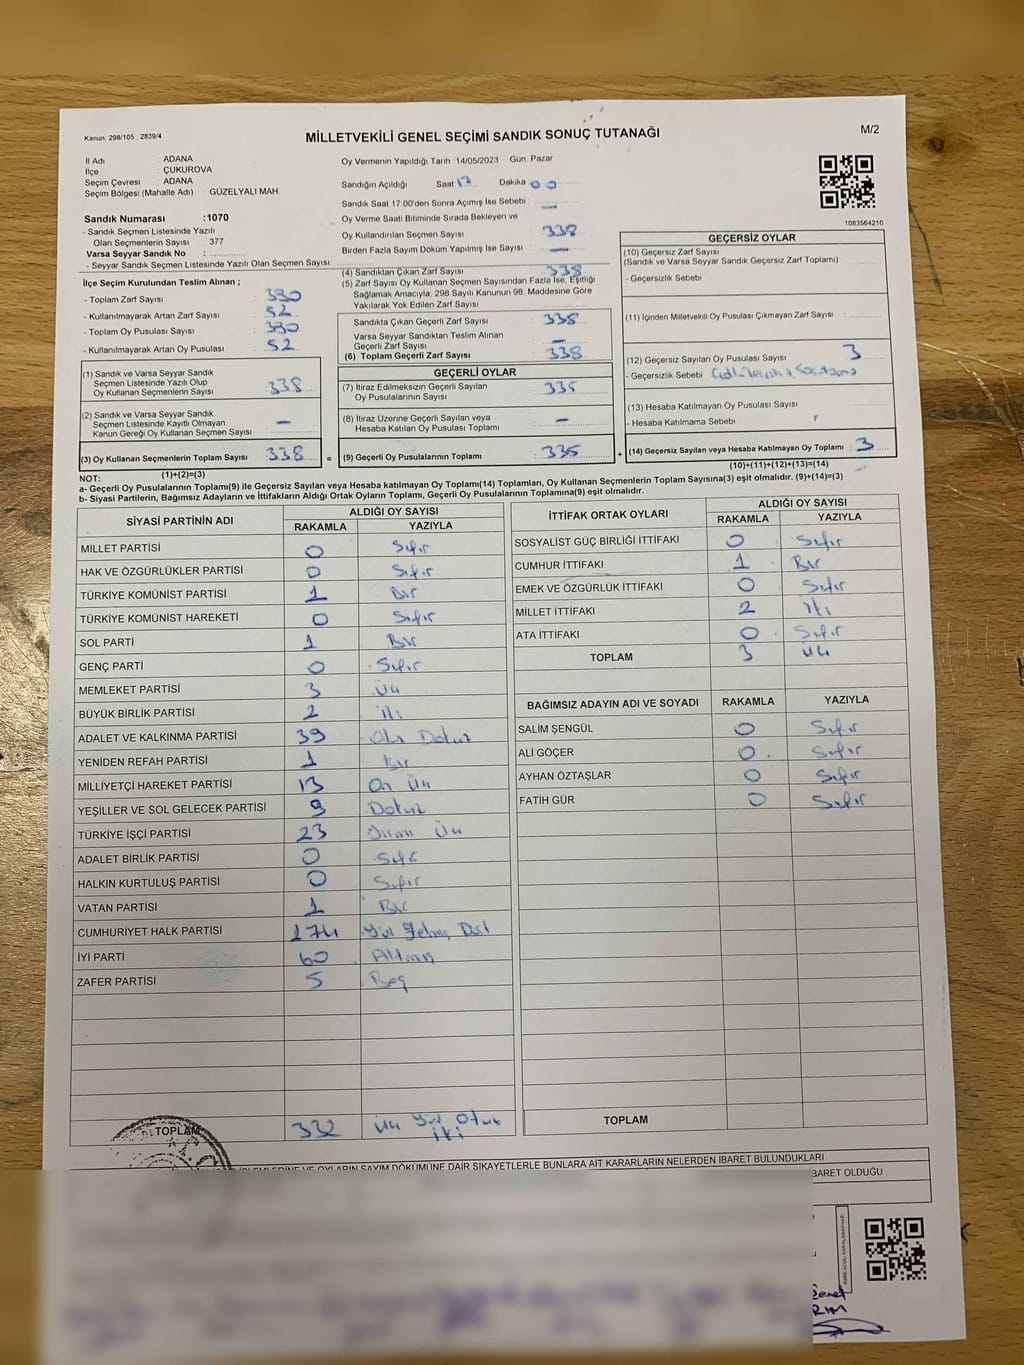 Kanun. 298/105 . 2839/4
MİLLETVEKİLİ GENEL SEÇİMİ SANDIK SONUÇ TUTANAĞI
M/2
İl Adı : ADANA
İlçe : ÇUKUROVA
Seçim Çevresi : ADANA
Seçim Bölgesi (Mahalle Adı) : GÜZELYALI MAH.
Sandık Numarası :1070
- Sandık Seçmen Listesinde Yazılı
Olan Seçmenlerin Sayısı : 377
Varsa Seyyar Sandık No :
- Seyyar Sandık Seçmen Listesinde Yazılı Olan Seçmen Sayısı:
Oy Vermenin Yapıldığı Tarih :14/05/2023 Gün: Pazar
Sandığın Açıldığı Saat 17 Dakika 00
Sandık Saat 17.00'den Sonra Açımış İse Sebebi : —
Oy Verme Saati Bitiminde Sırada Bekleyen ve
Oy Kullandırılan Seçmen Sayısı : 338
Birden Fazla Sayım Döküm Yapılmış İse Sayısı : —
1083564210
İlçe Seçim Kurulundan Teslim Alınan ;
- Toplam Zarf Sayısı : 390
- Kullanılmayarak Artan Zarf Sayısı : 52
- Toplam Oy Pusulası Sayısı : 390
- Kullanılmayarak Artan Oy Pusulası : 52
(1) Sandık ve Varsa Seyyar Sandık
Seçmen Listesinde Yazılı Olup
Oy Kullanan Seçmenlerin Sayısı : 338
(2) Sandık ve Varsa Seyyar Sandık
Seçmen Listesinde Kayıtlı Olmayan
Kanun Gereği Oy Kullanan Seçmen Sayısı : —
(3) Oy Kullanan Seçmenlerin Toplam Sayısı :338
(1)+(2)=(3)
(4) Sandıktan Çıkan Zarf Sayısı : 338
(5) Zarf Sayısı Oy Kullanan Seçmen Sayısından Fazla İse, Eşitliği
Sağlamak Amacıyla, 298 Sayılı Kanunun 98. Maddesine Göre
Yakılarak Yok Edilen Zarf Sayısı :
Sandıkta Çıkan Geçerli Zarf Sayısı : 338
Varsa Seyyar Sandıktan Teslim Alınan
Geçerli Zarf Sayısı : —
(6) Toplam Geçerli Zarf Sayısı : 338
GEÇERLİ OYLAR
(7) İtiraz Edilmeksizin Geçerli Sayılan
Oy Pusulalarının Sayısı : 335
(8) İtiraz Üzerine Geçerli Sayılan veya
Hesaba Katılan Oy Pusulası Toplamı : —
= (9) Geçerli Oy Pusulalarının Toplamı : 335
GEÇERSİZ OYLAR
(10) Geçersiz Zarf Sayısı
(Sandık ve Varsa Seyyar Sandık Geçersiz Zarf Toplamı) :
- Geçersizlik Sebebi :
(11) İçinden Milletvekili Oy Pusulası Çıkmayan Zarf Sayısı :
(12) Geçersiz Sayılan Oy Pusulası Sayısı : 3
- Geçersizlik Sebebi :
(13) Hesaba Katılmayan Oy Pusulası Sayısı :
- Hesaba Katılmama Sebebi :
+ (14) Geçersiz Sayılan veya Hesaba Katılmayan Oy Toplamı : 3
(10)+(11)+(12)+(13)=(14)
NOT:
a- Geçerli Oy Pusulalarının Toplamı(9) ile Geçersiz Sayılan veya Hesaba Katılmayan Oy Toplamı(14) Toplamları, Oy Kullanan Seçmenlerin Toplam Sayısına(3) eşit olmalıdır. (9)+(14)=(3)
b- Siyasi Partilerin, Bağımsız Adayların ve İttifakların Aldığı Ortak Oyların Toplamı, Geçerli Oy Pusulalarının Toplamına(9) eşit olmalıdır.
SİYASİ PARTİNİN ADI
ALDIĞI OY SAYISI
RAKAMLA YAZIYLA
MİLLET PARTİSİ 0 Sıfır
HAK VE ÖZGÜRLÜKLER PARTİSİ 0 Sıfır
TÜRKİYE KOMÜNİST PARTİSİ 1 Bir
TÜRKİYE KOMÜNİST HAREKETİ 0 Sıfır
SOL PARTİ 1 Bir
GENÇ PARTİ 0 Sıfır
MEMLEKET PARTİSİ 3 Üç
BÜYÜK BİRLİK PARTİSİ 2 İki
ADALET VE KALKINMA PARTİSİ 39 Otuz Dokuz
YENİDEN REFAH PARTİSİ 1 Bir
MİLLİYETÇİ HAREKET PARTİSİ 13 On Üç
YEŞİLLER VE SOL GELECEK PARTİSİ 9 Dokuz
TÜRKİYE İŞÇİ PARTİSİ 23 Yirmi Üç
ADALET BİRLİK PARTİSİ 0 Sıfır
HALKIN KURTULUŞ PARTİSİ 0 Sıfır
VATAN PARTİSİ 1 Bir
CUMHURİYET HALK PARTİSİ 174 Yüz Yetmiş Dört
İYİ PARTİ 60 Altmış
ZAFER PARTİSİ 5 Beş
TOPLAM 332 Üç Yüz Otuz
İki
İTTİFAK ORTAK OYLARI
ALDIĞI OY SAYISI
RAKAMLA YAZIYLA
SOSYALİST GÜÇ BİRLİĞİ İTTİFAKI 0 Sıfır
CUMHUR İTTİFAKI 1 Bir
EMEK VE ÖZGÜRLÜK İTTİFAKI 0 Sıfır
MİLLET İTTİFAKI 2 İki
ATA İTTİFAKI 0 Sıfır
TOPLAM 3 Üç
BAĞIMSIZ ADAYIN ADI VE SOYADI RAKAMLA YAZIYLA
SALİM ŞENGÜL 0 Sıfır
ALİ GÖÇER 0 Sıfır
AYHAN ÖZTAŞLAR 0 Sıfır
FATİH GÜR 0 Sıfır
TOPLAM
İŞLEMLERİNE VE OYLARIN SAYIM DÖKÜMÜNE DAİR ŞİKAYETLERLE BUNLARA AİT KARARLARIN NELERDEN İBARET BULUNDUKLARI
BARET OLDUĞU